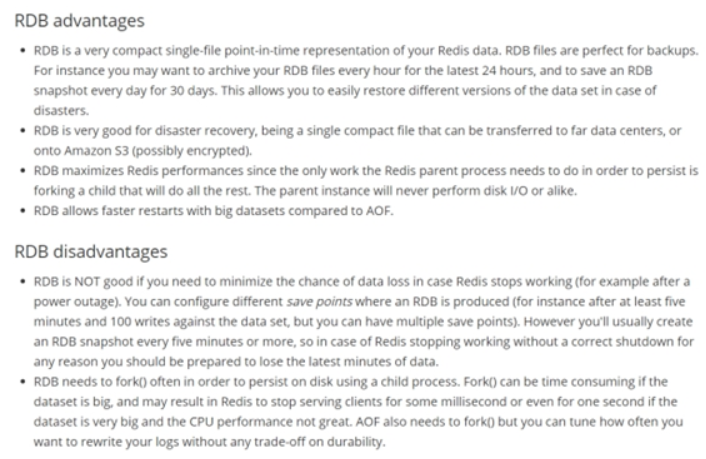 RDB advantages
• RDB is a very compact single-file point-in-time representation of your Redis data. RDB files are perfect for backups.
For instance you may want to archive your RDB files every hour for the latest 24 hours, and to save an RDB
snapshot every day for 30 days. This allows you to easily restore different versions of the data set in case of
disasters.
• RDB is very good for disaster recovery, being a single compact file that can be transferred to far data centers, or
onto Amazon S3 (possibly encrypted).
• RDB maximizes Redis performances since the only work the Redis parent process needs to do in order to persist is
forking a child that will do all the rest. The parent instance will never perform disk I/O or alike.
• RDB allows faster restarts with big datasets compared to AOF.
RDB disadvantages
• RDB is NOT good if you need to minimize the chance of data loss in case Redis stops working (for example after a
power outage). You can configure different save points where an RDB is produced (for instance after at least five
minutes and 100 writes against the data set, but you can have multiple save points). However you'll usually create
an RDB snapshot every five minutes or more, so in case of Redis stopping working without a correct shutdown for
any reason you should be prepared to lose the latest minutes of data.
• RDB needs to fork() often in order to persist on disk using a child process. Fork() can be time consuming if the
dataset is big, and may result in Redis to stop serving clients for some millisecond or even for one second if the
dataset is very big and the CPU performance not great. AOF also needs to fork() but you can tune how often you
want to rewrite your logs without any trade-off on durability.